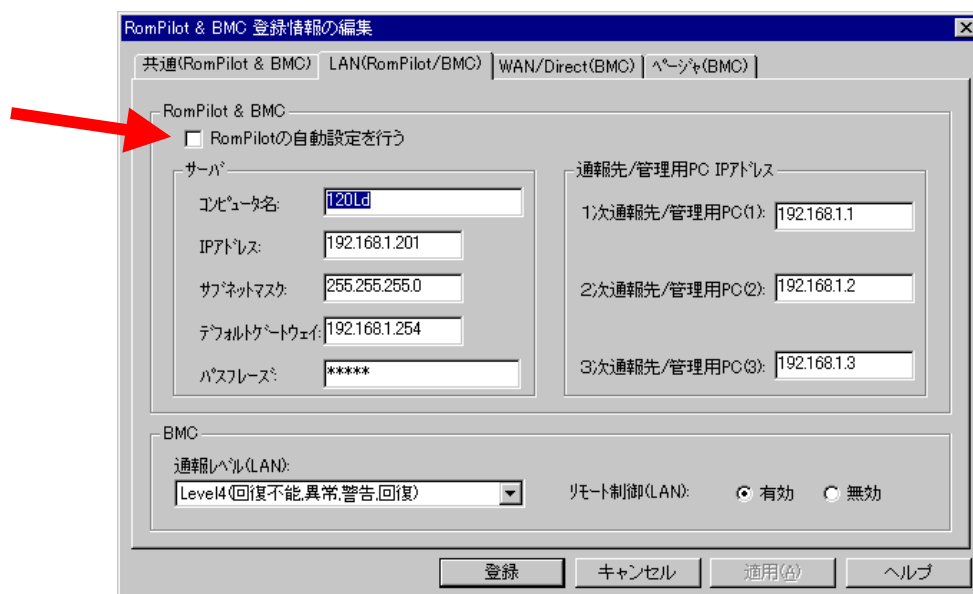 RomPilot & BMC 登録情報の編集
共通(RomPilot & BMC) LAN(RomPilot/BMC) WAN/Direct(BMC) ﾍﾟｰｼﾞｬ(BMC)
RomPilot & BMC
RomPilotの自動設定を行う
ｻｰﾊﾞ
ｺﾝﾋﾟｭｰﾀ名: 120Ld
IPｱﾄﾞﾚｽ: 192.168.1.201
ｻﾌﾞﾈｯﾄﾏｽｸ: 255.255.255.0
ﾃﾞﾌｫﾙﾄｹﾞｰﾄｳｪｲ: 192.168.1.254
ﾊﾟｽﾌﾚｰｽﾞ: *****
通報先/管理用PC IPｱﾄﾞﾚｽ
1次通報先/管理用PC(1): 192.168.1.1
2次通報先/管理用PC(2): 192.168.1.2
3次通報先/管理用PC(3): 192.168.1.3
BMC
通報ﾚﾍﾞﾙ(LAN):
Level4(回復不能,異常,警告,回復)
ﾘﾓｰﾄ制御(LAN): 有効 無効
登録 キャンセル 適用(A) ヘルプ